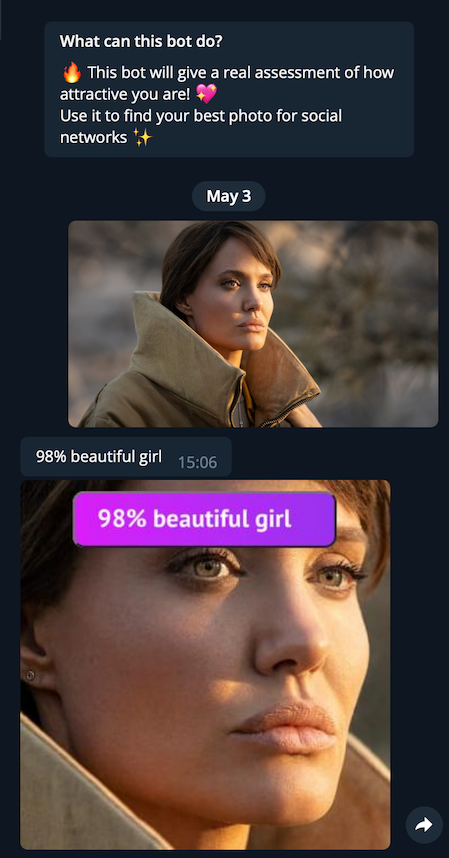 What can this bot do?
🔥 This bot will give a real assessment of how
attractive you are! 💖
Use it to find your best photo for social
networks ✨
May 3
98% beautiful girl 15:06
98% beautiful girl